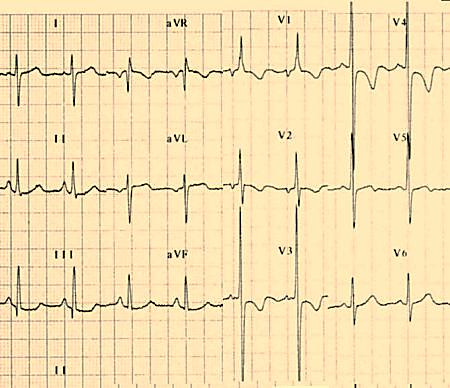 I aVR V1 V4
II aVL V2 V5
III aVF V3 V6
II